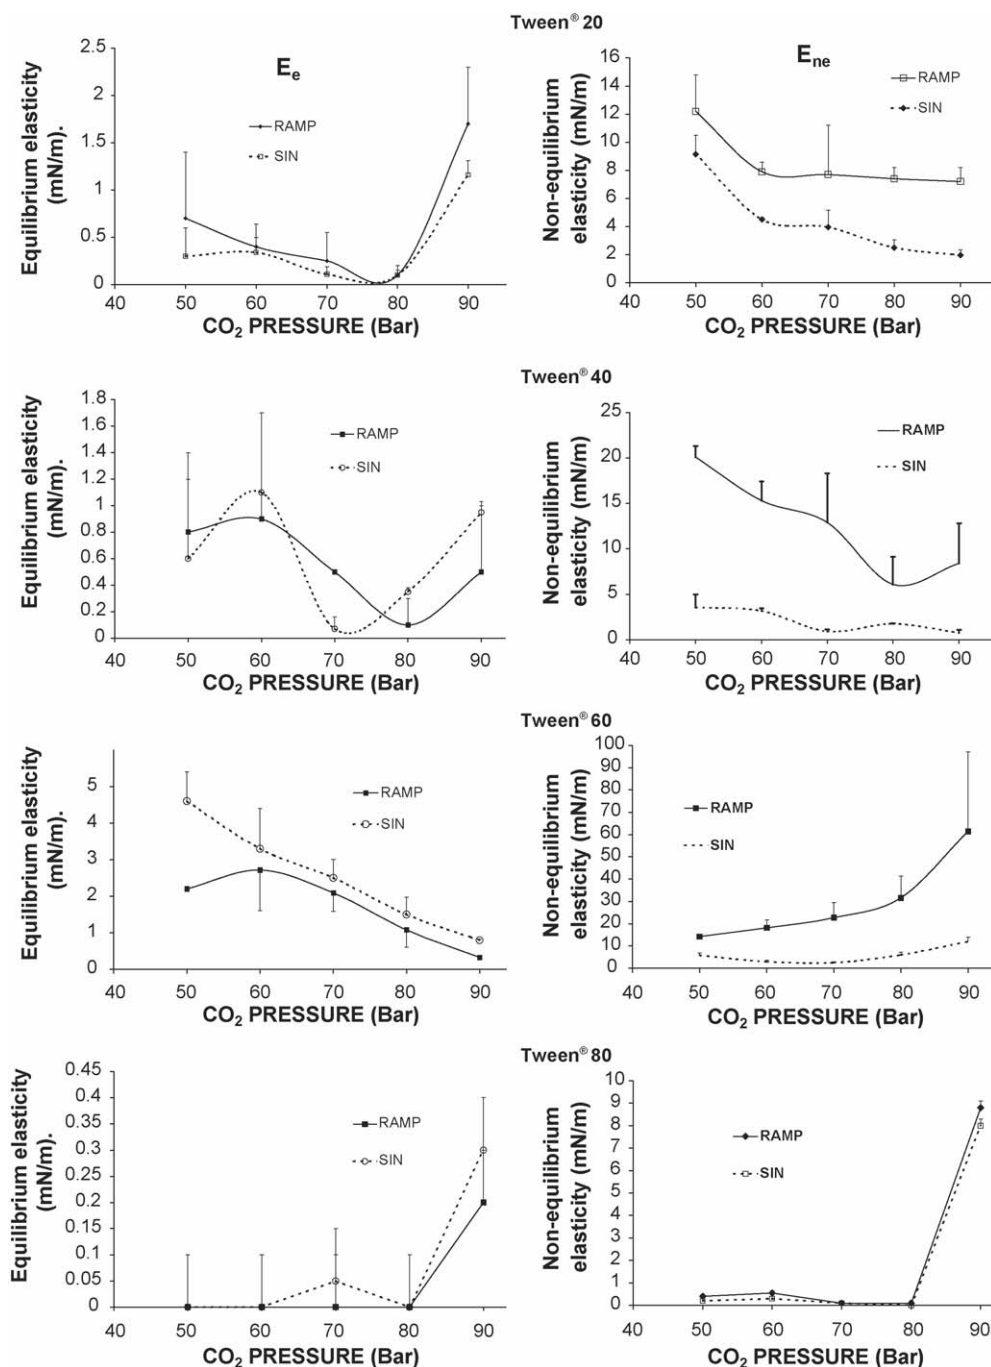 Tween® 20
Equilibrium elasticity
(mN/m).
2.5
2
1.5
1
0.5
0
Ee
RAMP
SIN
40 50 60 70 80 90
CO2 PRESSURE (Bar)
Non-equilibrium
elasticity (mN/m)
16
14
12
10
8
6
4
2
0
Ene
RAMP
SIN
40 50 60 70 80 90
CO2 PRESSURE (Bar)
Tween® 40
Equilibrium elasticity
(mN/m).
1.8
1.6
1.4
1.2
1
0.8
0.6
0.4
0.2
0
RAMP
SIN
40 50 60 70 80 90
CO2 PRESSURE (Bar)
Non-equilibrium
elasticity (mN/m)
25
20
15
10
5
0
RAMP
SIN
40 50 60 70 80 90
CO2 PRESSURE (Bar)
Tween® 60
Equilibrium elasticity
(mN/m).
5
4
3
2
1
0
RAMP
SIN
40 50 60 70 80 90
CO2 PRESSURE (Bar)
Non-equilibrium
elasticity (mN/m)
100
90
80
70
60
50
40
30
20
10
0
RAMP
SIN
40 50 60 70 80 90
CO2 PRESSURE (Bar)
Tween® 80
Equilibrium elasticity
(mN/m).
0.45
0.4
0.35
0.3
0.25
0.2
0.15
0.1
0.05
0
RAMP
SIN
40 50 60 70 80 90
CO2 PRESSURE (Bar)
Non-equilibrium
elasticity (mN/m)
10
9
8
7
6
5
4
3
2
1
0
RAMP
SIN
40 50 60 70 80 90
CO2 PRESSURE (Bar)